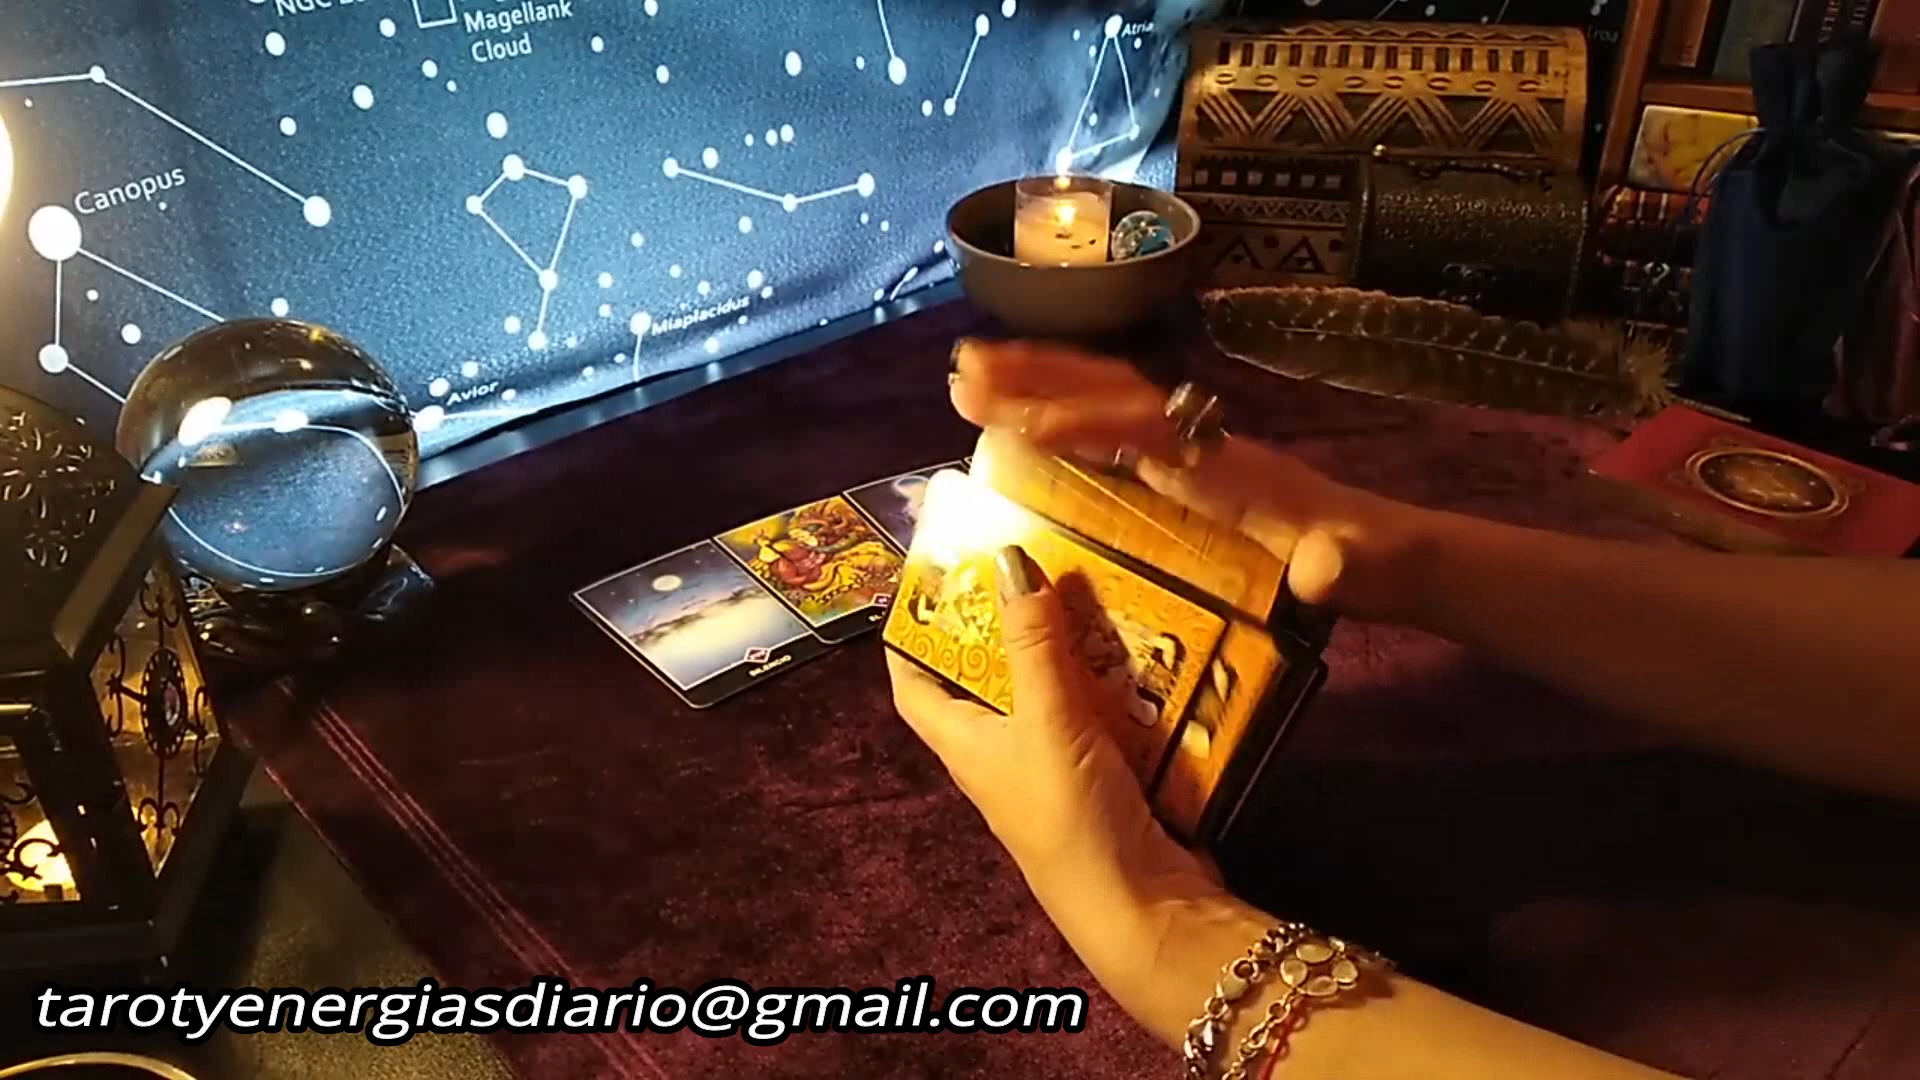 Magellank
Cloud
Atria
Canopus
Miaplacidus
Avior
SILENCIO
tarotyenergiasdiario@gmail.com